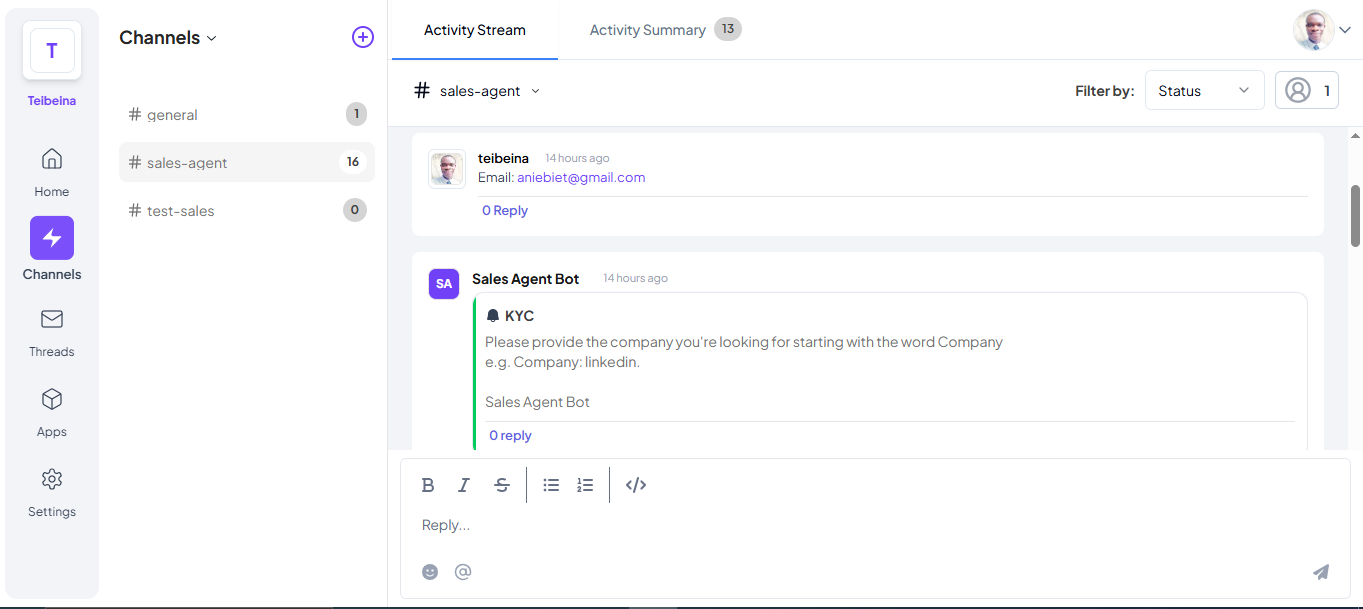 T
Teibeina
Home
Channels
Threads
Apps
Settings
Channels
# general 1
# sales-agent 16
# test-sales 0
Activity Stream
Activity Summary 13
# sales-agent
Filter by:
Status
1
teibeina 14 hours ago
Email: aniebiet@gmail.com
0 Reply
SA
Sales Agent Bot 14 hours ago
KYC
Please provide the company you're looking for starting with the word Company
e.g. Company: linkedin.
Sales Agent Bot
0 reply
B I S </>
Reply...
@